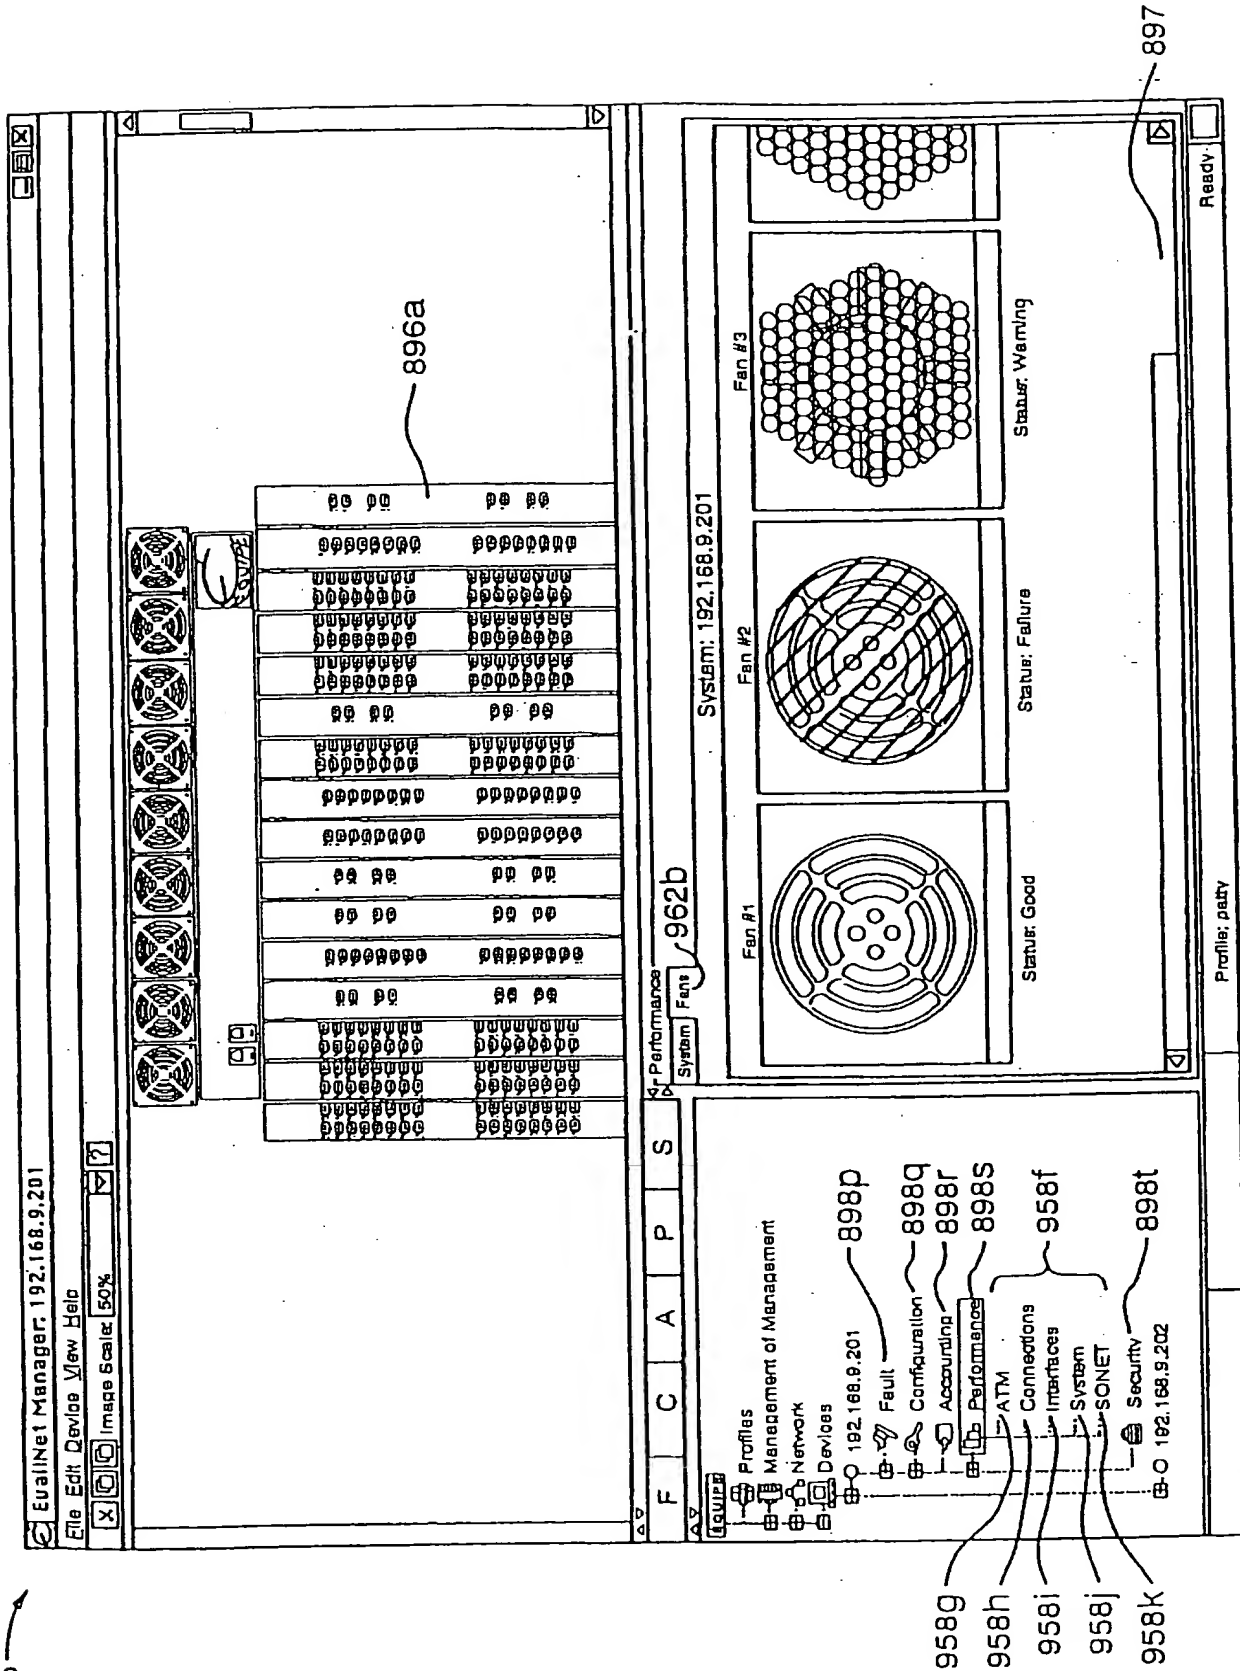 EualiNet Manager: 192.168.9.201
File Edit Device View Help
Image Scale: 50% ?
896a
F C A P S
EQUIPE
Profiles
Management of Management
Network
Devices
192.168.9.201
Fault
898p
Configuration
898q
Accounting
898r
Performance
898s
ATM
Connections
Interfaces
System
SONET
958f
Security
898t
192.168.9.202
958g
958h
958i
958j
958k
Performance
System Fans
962b
System: 192.168.9.201
Fan #1
Fan #2
Fan #3
Status: Good
Status: Failure
Status: Warning
897
Profile: patty
Ready